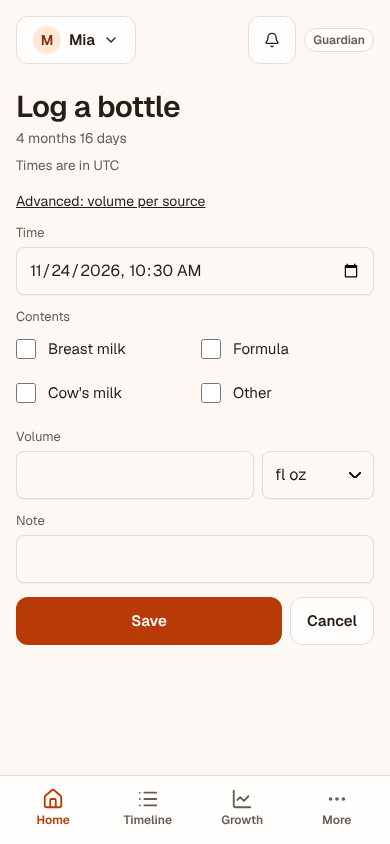 M Mia
Guardian
Log a bottle
4 months 16 days
Times are in UTC
Advanced: volume per source
Time
11/24/2026, 10:30 AM
Contents
Breast milk Formula
Cow's milk Other
Volume
fl oz
Note
Save Cancel
Home Timeline Growth More